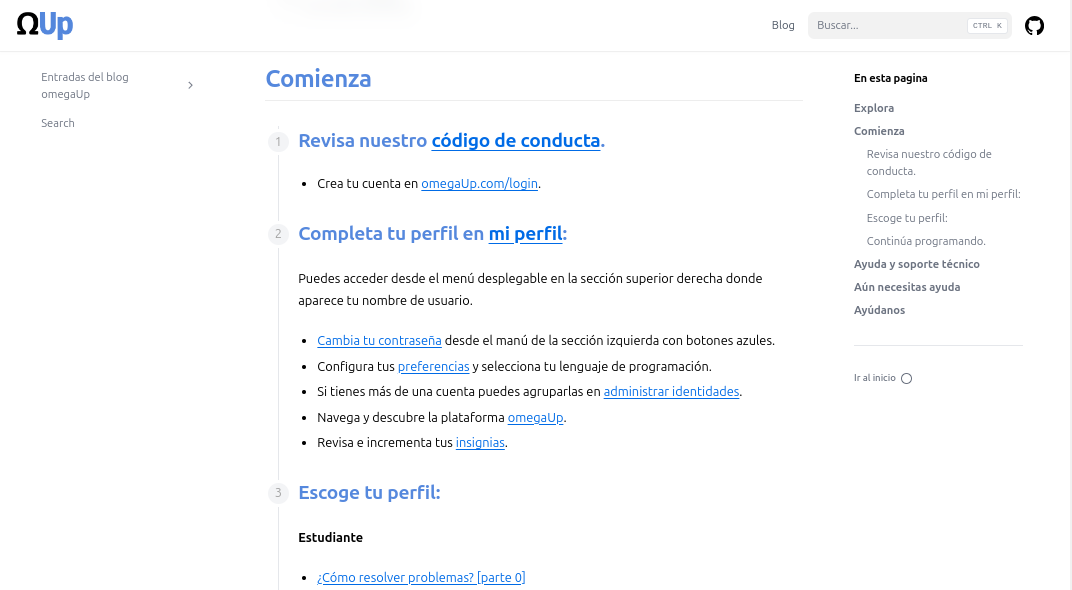 ΩUp
Blog
Buscar...
CTRL K
Entradas del blog
omegaUp
Search
Comienza
1
Revisa nuestro código de conducta.
• Crea tu cuenta en omegaUp.com/login.
2
Completa tu perfil en mi perfil:
Puedes acceder desde el menú desplegable en la sección superior derecha donde
aparece tu nombre de usuario.
• Cambia tu contraseña desde el manú de la sección izquierda con botones azules.
• Configura tus preferencias y selecciona tu lenguaje de programación.
• Si tienes más de una cuenta puedes agruparlas en administrar identidades.
• Navega y descubre la plataforma omegaUp.
• Revisa e incrementa tus insignias.
3
Escoge tu perfil:
Estudiante
• ¿Cómo resolver problemas? [parte 0]
En esta pagina
Explora
Comienza
Revisa nuestro código de
conducta.
Completa tu perfil en mi perfil:
Escoge tu perfil:
Continúa programando.
Ayuda y soporte técnico
Aún necesitas ayuda
Ayúdanos
Ir al inicio